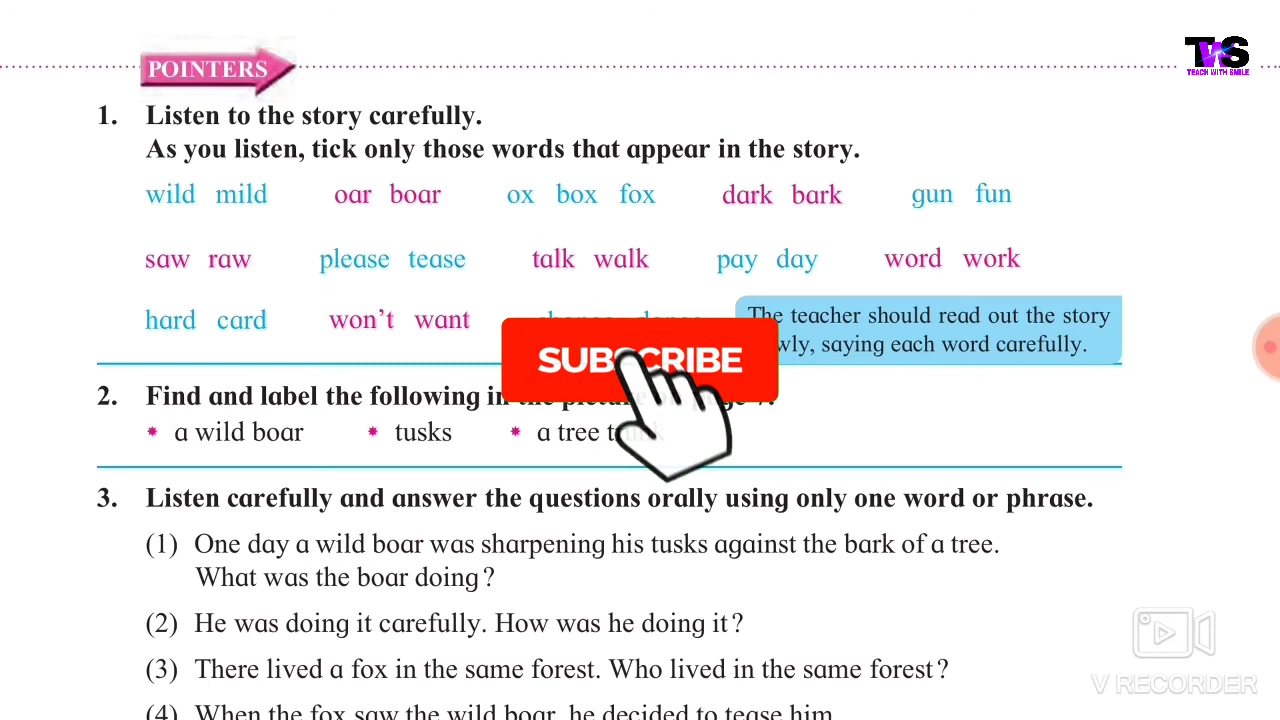 TWS
TEACH WITH SMILE
POINTERS
1. Listen to the story carefully.
As you listen, tick only those words that appear in the story.
wild mild oar boar ox box fox dark bark gun fun
saw raw please tease talk walk pay day word work
hard card won't want
The teacher should read out the story
saying each word carefully.
SUBSCRIBE
2. Find and label the following in
* a wild boar * tusks * a tree
3. Listen carefully and answer the questions orally using only one word or phrase.
(1) One day a wild boar was sharpening his tusks against the bark of a tree.
What was the boar doing?
(2) He was doing it carefully. How was he doing it?
(3) There lived a fox in the same forest. Who lived in the same forest?
(4) When the fox saw the wild boar, he decided to tease him.
V RECORDER